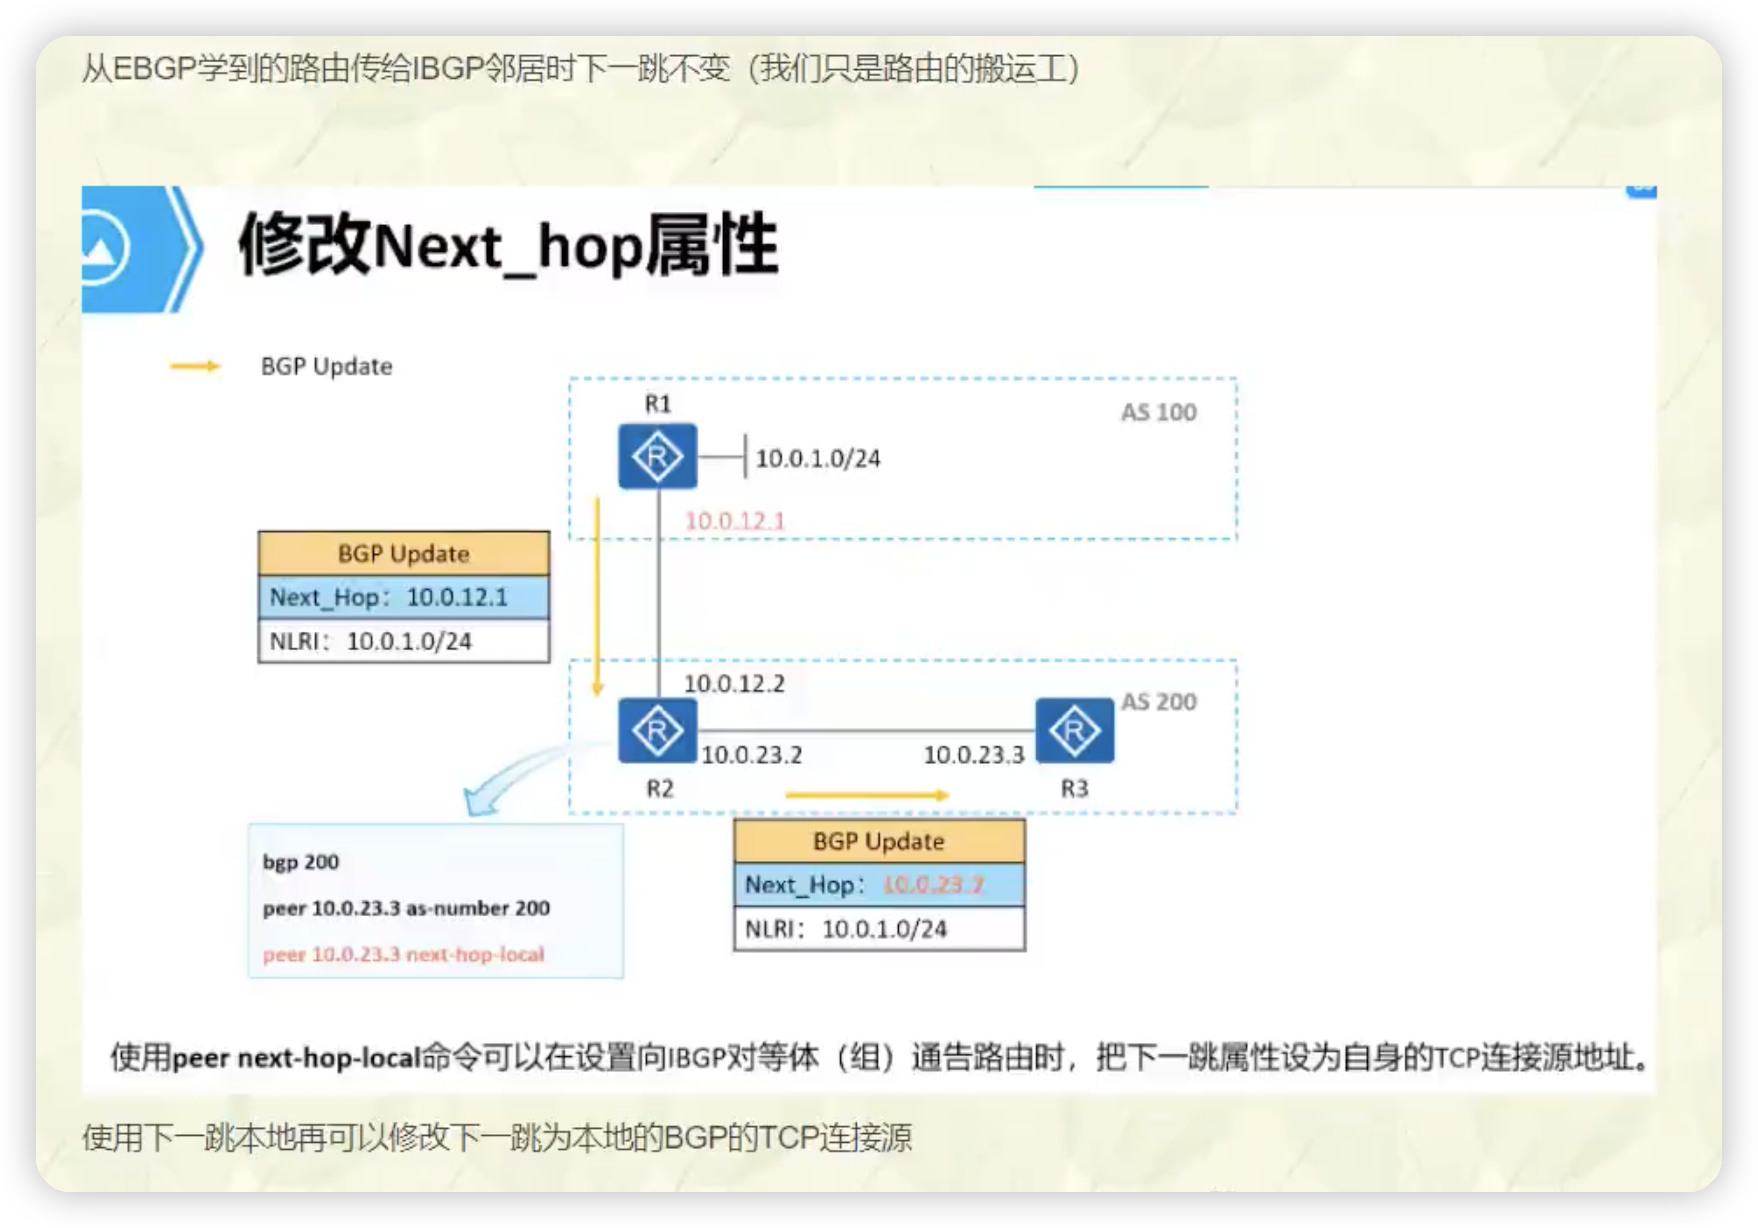 从EBGP学到的路由传给IBGP邻居时下一跳不变（我们只是路由的搬运工）
修改Next_hop属性
BGP Update
R1
AS 100
10.0.1.0/24
10.0.12.1
BGP Update
Next_Hop： 10.0.12.1
NLRI： 10.0.1.0/24
10.0.12.2
AS 200
10.0.23.2
10.0.23.3
R2
R3
BGP Update
Next_Hop： 10.0.23.2
NLRI： 10.0.1.0/24
bgp 200
peer 10.0.23.3 as-number 200
peer 10.0.23.3 next-hop-local
使用peer next-hop-local命令可以在设置向IBGP对等体（组）通告路由时，把下一跳属性设为自身的TCP连接源地址。
使用下一跳本地再可以修改下一跳为本地的BGP的TCP连接源